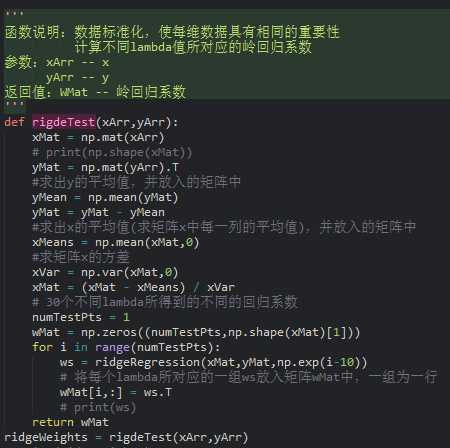 '''
函数说明：数据标准化，使每维数据具有相同的重要性
计算不同lambda值所对应的岭回归系数
参数：xArr -- x
yArr -- y
返回值：WMat -- 岭回归系数
'''
def rigdeTest(xArr,yArr):
xMat = np.mat(xArr)
# print(np.shape(xMat))
yMat = np.mat(yArr).T
#求出y的平均值，并放入的矩阵中
yMean = np.mean(yMat)
yMat = yMat - yMean
#求出x的平均值(求矩阵x中每一列的平均值)，并放入的矩阵中
xMeans = np.mean(xMat,0)
#求矩阵x的方差
xVar = np.var(xMat,0)
xMat = (xMat - xMeans) / xVar
# 30个不同lambda所得到的不同的回归系数
numTestPts = 1
wMat = np.zeros((numTestPts,np.shape(xMat)[1]))
for i in range(numTestPts):
ws = ridgeRegression(xMat,yMat,np.exp(i-10))
# 将每个lambda所对应的一组ws放入矩阵wMat中，一组为一行
wMat[i,:] = ws.T
# print(ws)
return wMat
ridgeWeights = rigdeTest(xArr,yArr)